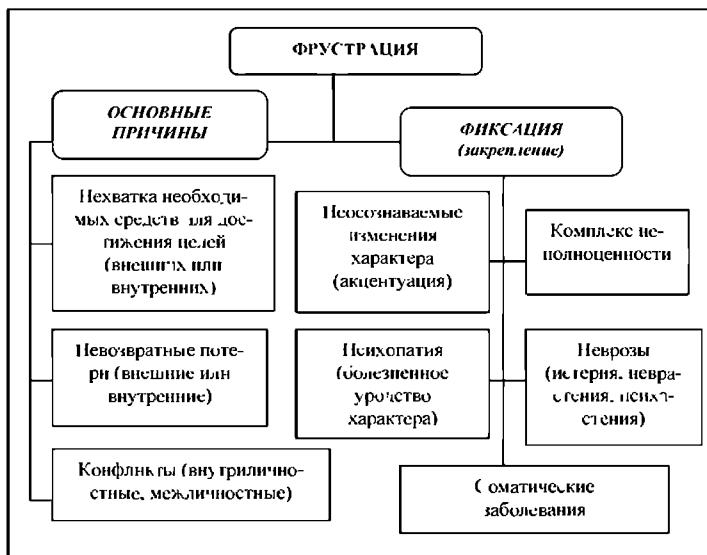 ФРУСТРАЦИЯ
ОСНОВНЫЕ
ПРИЧИНЫ
ФИКСАЦИЯ
(закрепление)
Нехватка необходи-
мых средств для дос-
тижения целей
(внешних или
внутренних)
Невозвратные поте-
ри (внешние или
внутренние)
Конфликты (внутрилично-
стные, межличностные)
Неосознаваемые
изменения
характера
(акцентуация)
Комплекс не-
полноценности
Психопатия
(болезненное
уродство
характера)
Неврозы
(истерия, невра-
стения, психа-
стения)
Соматические
заболевания